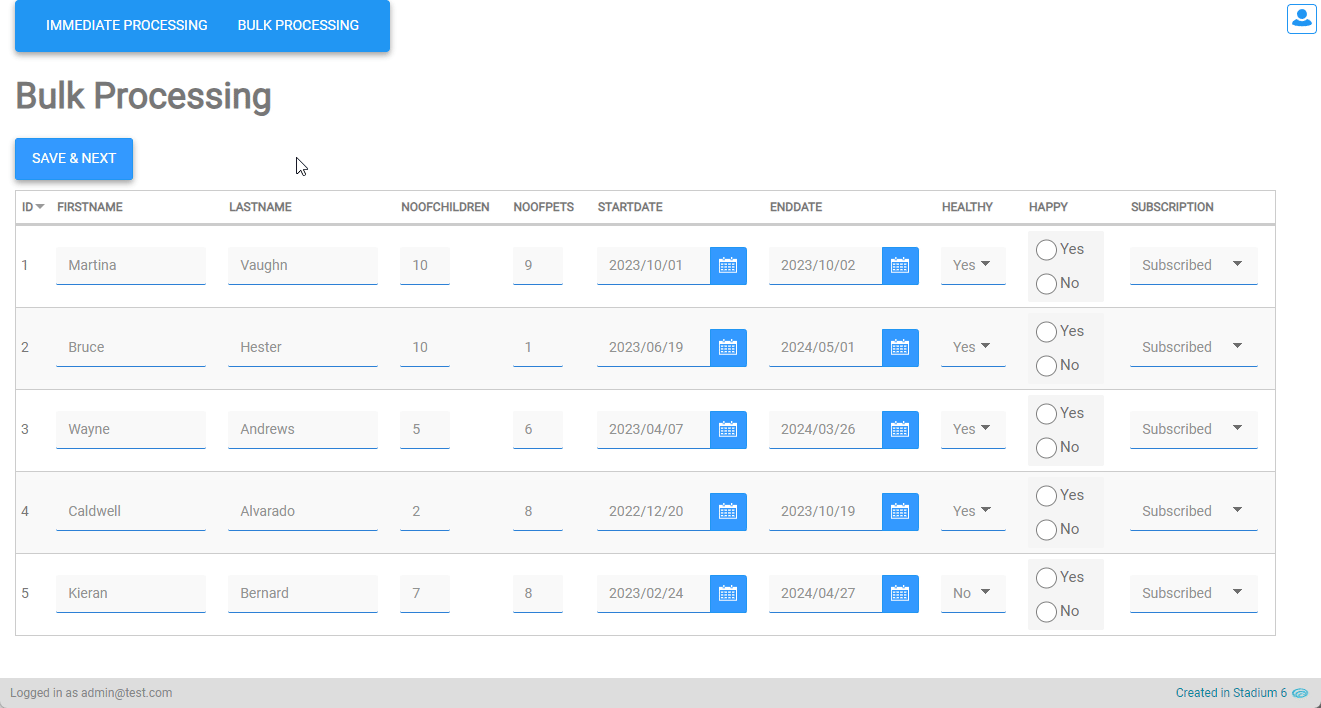 IMMEDIATE PROCESSING BULK PROCESSING
Bulk Processing
SAVE & NEXT
ID FIRSTNAME LASTNAME NOOFCHILDREN NOOFPETS STARTDATE ENDDATE HEALTHY HAPPY SUBSCRIPTION
Yes
1 Martina Vaughn 10 9 2023/10/01 2023/10/02 Yes Subscribed
No
Yes
2 Bruce Hester 10 1 2023/06/19 2024/05/01 Yes Subscribed
No
Yes
3 Wayne Andrews 5 6 2023/04/07 2024/03/26 Yes Subscribed
No
Yes
4 Caldwell Alvarado 2 8 2022/12/20 2023/10/19 Yes Subscribed
No
Yes
5 Kieran Bernard 7 8 2023/02/24 2024/04/27 No Subscribed
No
Logged in as admin@test.com Created in Stadium 6